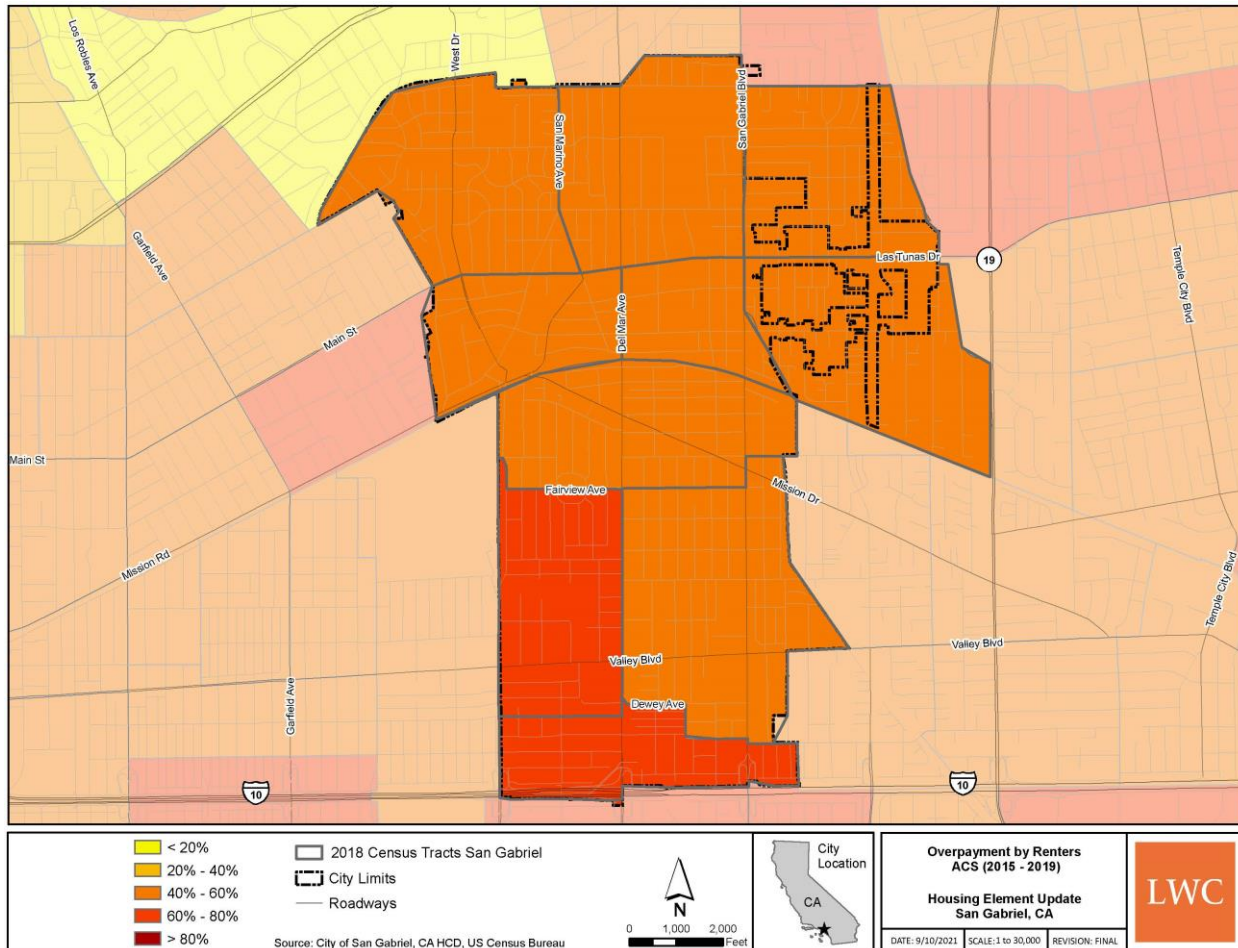 Los Robles Ave
West Dr
San Marino Ave
San Gabriel Blvd
Garfield Ave
Las Tunas Dr
19
Temple City Blvd
Main St
Del Mar Ave
Main St
Fairview Ave
Mission Dr
Mission Rd
Temple City Blvd
Valley Blvd
Valley Blvd
Garfield Ave
Dewey Ave
10
10
< 20%
20% - 40%
40% - 60%
60% - 80%
> 80%
2018 Census Tracts San Gabriel
City Limits
Roadways
Source: City of San Gabriel, CA HCD, US Census Bureau
N
0 1,000 2,000
Feet
City
Location
CA
Overpayment by Renters
ACS (2015 - 2019)
Housing Element Update
San Gabriel, CA
DATE: 9/10/2021 SCALE: 1 to 30,000 REVISION: FINAL
LWC